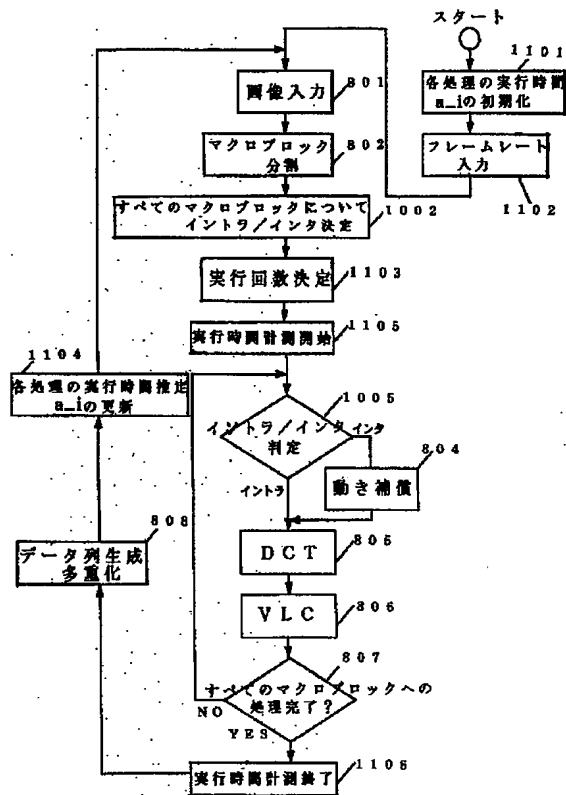 スタート
1101
各処理の実行時間
a_iの初期化
フレームレート
入力
1102
画像入力
801
マクロブロック
分割
802
すべてのマクロブロックについて
イントラ／インタ決定
1002
実行回数決定
1103
実行時間計測開始
1105
1104
各処理の実行時間推定
a_iの更新
1005
イントラ／インタ
判定
インタ
804
動き補償
イントラ
808
データ列生成
多重化
DCT
805
VLC
806
807
すべてのマクロブロックへの
処理完了？
NO
YES
実行時間計測終了
1106